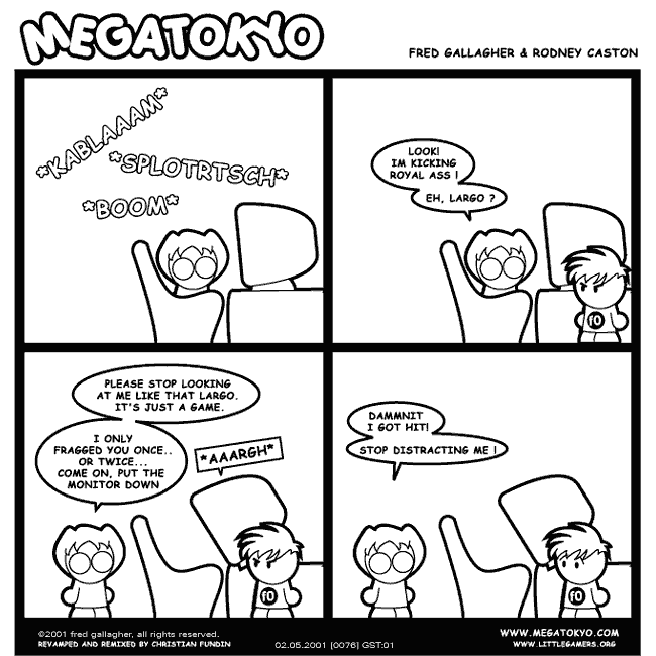 MEGATOKYO
FRED GALLAGHER & RODNEY CASTON
*KABLAAAM*
*SPLOTRTSCH*
*BOOM*
LOOK!
IM KICKING
ROYAL ASS !
EH, LARGO ?
fO
PLEASE STOP LOOKING
AT ME LIKE THAT LARGO.
IT'S JUST A GAME.
I ONLY
FRAGGED YOU ONCE..
OR TWICE...
COME ON, PUT THE
MONITOR DOWN
*AAARGH*
fO
DAMMNIT
I GOT HIT!
STOP DISTRACTING ME !
fO
©2001 fred gallagher, all rights reserved.
REVAMPED AND REMIXED BY CHRISTIAN FUNDIN
02.05.2001 [0076] GST:01
WWW.MEGATOKYO.COM
WWW.LITTLEGAMERS.ORG